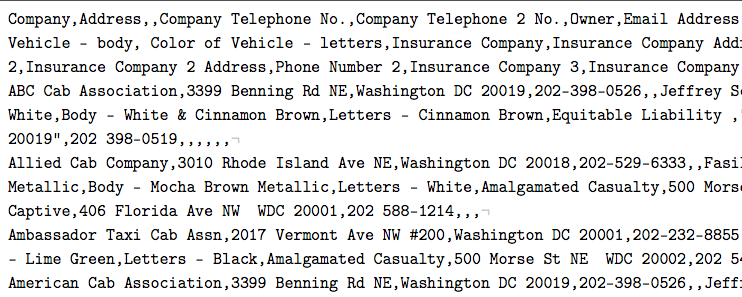 Company,Address,,Company Telephone No.,Company Telephone 2 No.,Owner,Email Address
Vehicle - body, Color of Vehicle - letters,Insurance Company,Insurance Company Add
2,Insurance Company 2 Address,Phone Number 2,Insurance Company 3,Insurance Company
ABC Cab Association,3399 Benning Rd NE,Washington DC 20019,202-398-0526,,Jeffrey S
White,Body - White & Cinnamon Brown,Letters - Cinnamon Brown,Equitable Liability ,"
20019",202 398-0519,,,,,,¬
Allied Cab Company,3010 Rhode Island Ave NE,Washington DC 20018,202-529-6333,,Fasil
Metallic,Body - Mocha Brown Metallic,Letters - White,Amalgamated Casualty,500 Morse
Captive,406 Florida Ave NW  WDC 20001,202 588-1214,,,¬
Ambassador Taxi Cab Assn,2017 Vermont Ave NW #200,Washington DC 20001,202-232-8855
- Lime Green,Letters - Black,Amalgamated Casualty,500 Morse St NE  WDC 20002,202 54
American Cab Association,3399 Benning Rd NE,Washington DC 20019,202-398-0526,,Jeff